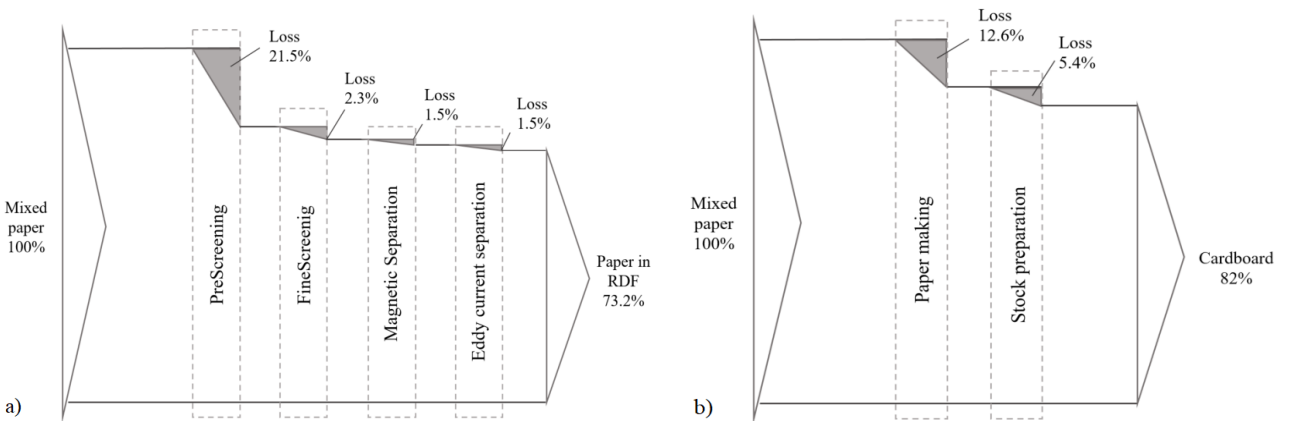 Loss
21.5%
Loss
2.3%
Loss
1.5%
Loss
1.5%
Mixed
paper
100%
PreScreening
FineScreenig
Magnetic Separation
Eddy current separation
Paper in
RDF
73.2%
a)
Loss
12.6%
Loss
5.4%
Mixed
paper
100%
Paper making
Stock preparation
Cardboard
82%
b)